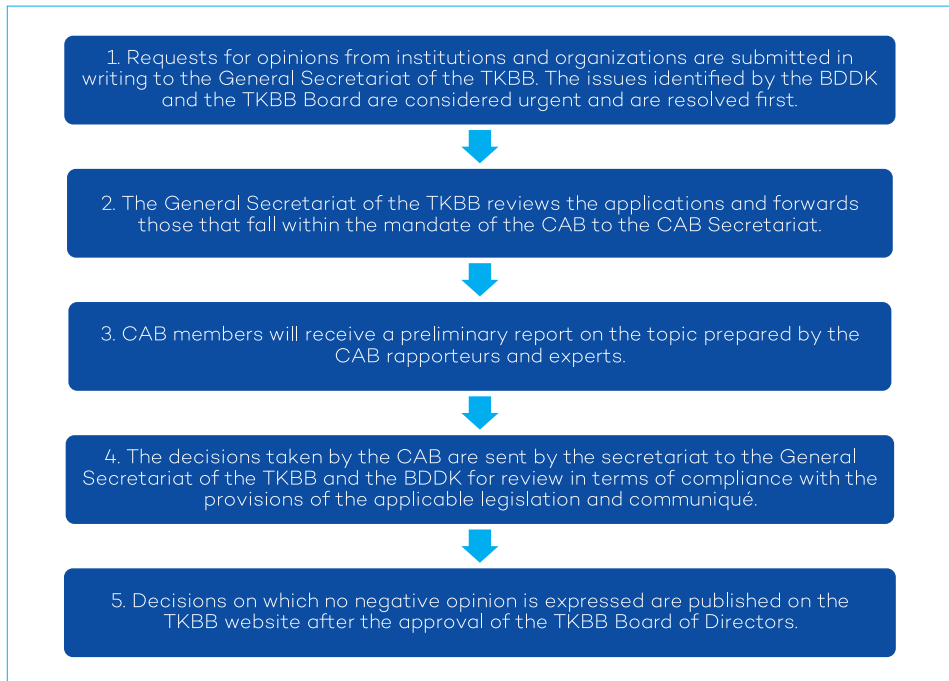 1. Requests for opinions from institutions and organizations are submitted in
writing to the General Secretariat of the TKBB. The issues identified by the BDDK
and the TKBB Board are considered urgent and are resolved first.
2. The General Secretariat of the TKBB reviews the applications and forwards
those that fall within the mandate of the CAB to the CAB Secretariat.
3. CAB members will receive a preliminary report on the topic prepared by the
CAB rapporteurs and experts.
4. The decisions taken by the CAB are sent by the secretariat to the General
Secretariat of the TKBB and the BDDK for review in terms of compliance with the
provisions of the applicable legislation and communiqué.
5. Decisions on which no negative opinion is expressed are published on the
TKBB website after the approval of the TKBB Board of Directors.